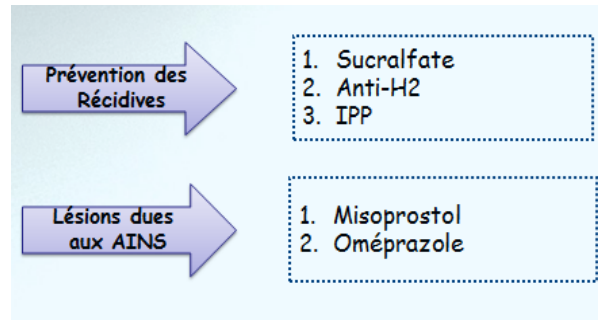 Prévention des
Récidives
1. Sucralfate
2. Anti-H2
3. IPP
Lésions dues
aux AINS
1. Misoprostol
2. Oméprazole